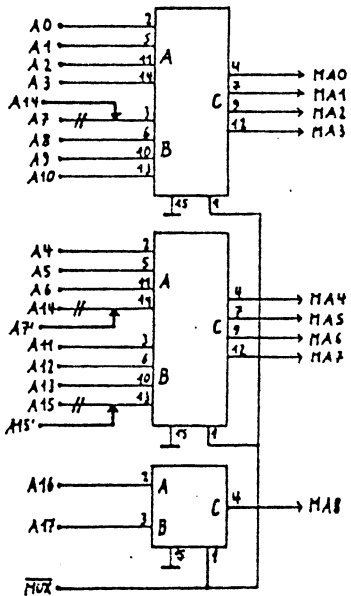 A0 2
A1 5
A2 11 A
A3 14
A14
A7 // 3
A8 6
A9 10 B
A10 13
C
4 MA0
7 MA1
9 MA2
12 MA3
15 1
A4 2
A5 5
A6 11 A
A14 // 14
A7'
A11 3
A12 6
A13 10 B
A15 // 13
A15'
C
4 MA4
7 MA5
9 MA6
12 MA7
15 1
A16 2 A
A17 3 B
C 4 MA8
15 1
MUX